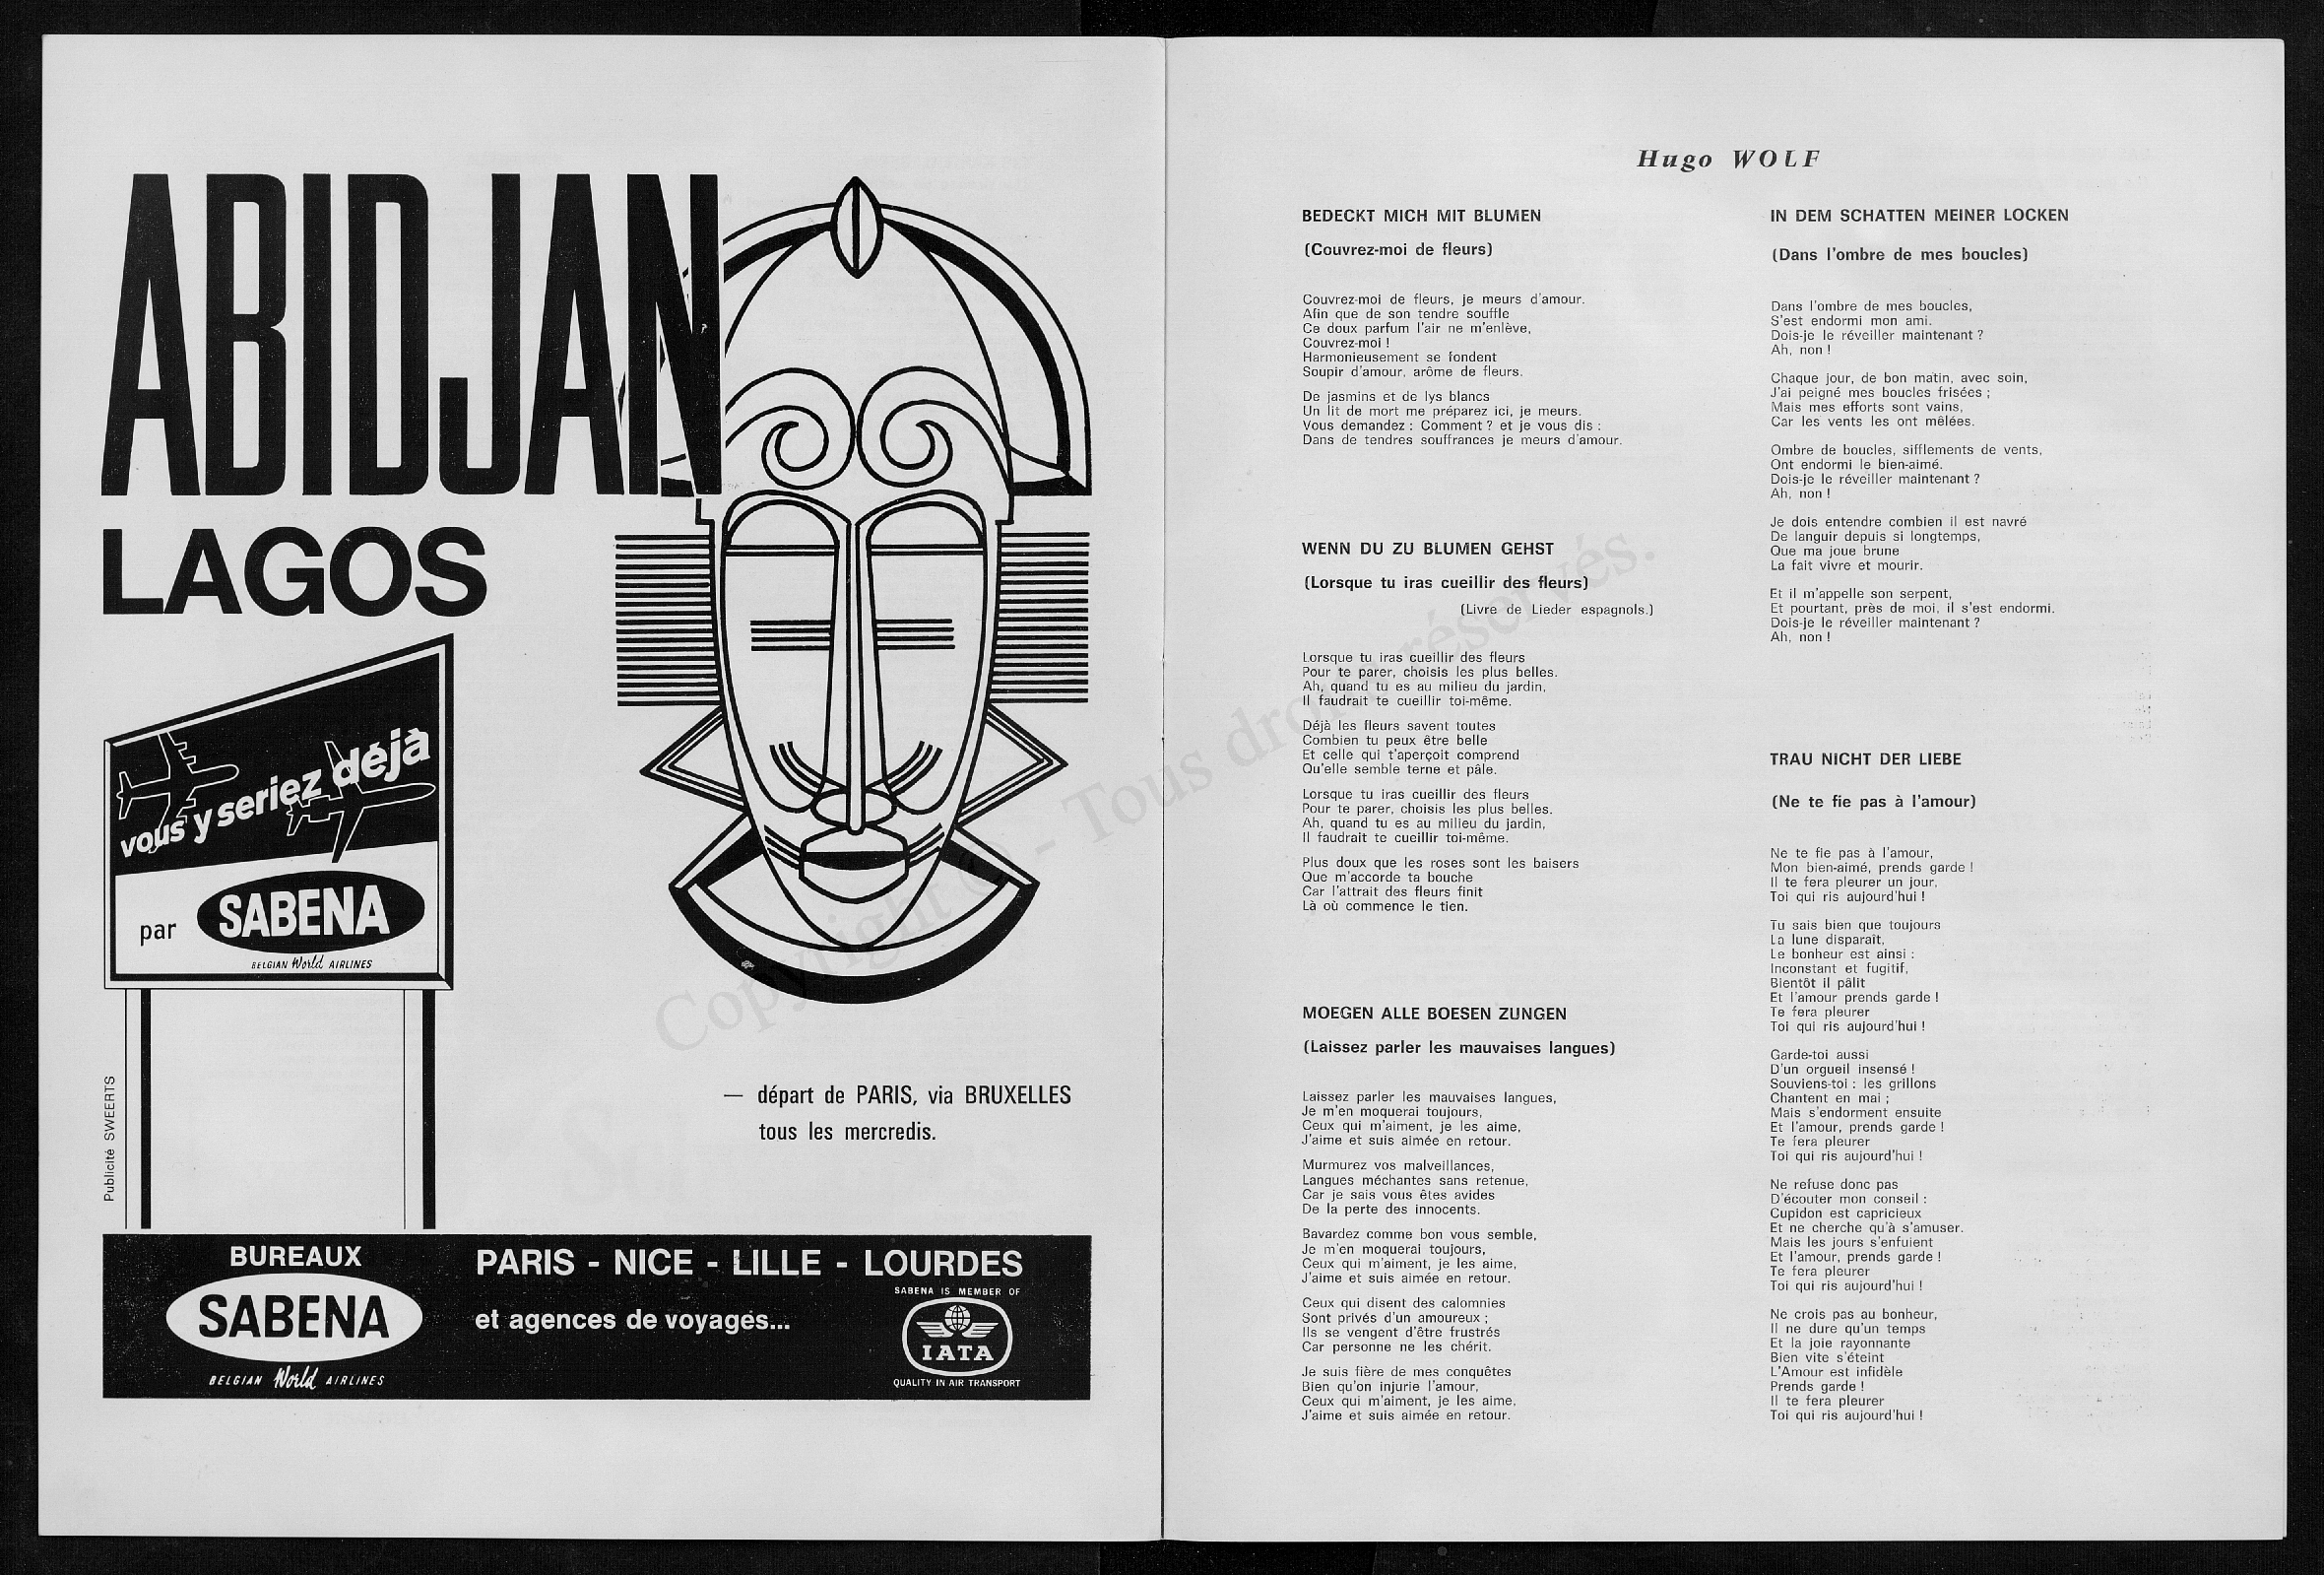 ABIDJAN
LAGOS
vous y seriez déjà
par
SABENA
BELGIAN World AIRLINES
— départ de PARIS, via BRUXELLES
tous les mercredis.
Publicité SWEERTS
BUREAUX
SABENA
BELGIAN World AIRLINES
PARIS - NICE - LILLE - LOURDES
et agences de voyages...
SABENA IS MEMBER OF
IATA
QUALITY IN AIR TRANSPORT
Copyright © - Tous droits réservés.
Hugo WOLF
BEDECKT MICH MIT BLUMEN
(Couvrez-moi de fleurs)
Couvrez-moi de fleurs, je meurs d'amour.
Afin que de son tendre souffle
Ce doux parfum l'air ne m'enlève,
Couvrez-moi !
Harmonieusement se fondent
Soupir d'amour, arôme de fleurs.
De jasmins et de lys blancs
Un lit de mort me préparez ici, je meurs.
Vous demandez : Comment ? et je vous dis :
Dans de tendres souffrances je meurs d'amour.
WENN DU ZU BLUMEN GEHST
(Lorsque tu iras cueillir des fleurs)
(Livre de Lieder espagnols.)
Lorsque tu iras cueillir des fleurs
Pour te parer, choisis les plus belles.
Ah, quand tu es au milieu du jardin,
Il faudrait te cueillir toi-même.
Déjà les fleurs savent toutes
Combien tu peux être belle
Et celle qui t'aperçoit comprend
Qu'elle semble terne et pâle.
Lorsque tu iras cueillir des fleurs
Pour te parer, choisis les plus belles.
Ah, quand tu es au milieu du jardin,
Il faudrait te cueillir toi-même.
Plus doux que les roses sont les baisers
Que m'accorde ta bouche
Car l'attrait des fleurs finit
Là où commence le tien.
MOEGEN ALLE BOESEN ZUNGEN
(Laissez parler les mauvaises langues)
Laissez parler les mauvaises langues,
Je m'en moquerai toujours,
Ceux qui m'aiment, je les aime,
J'aime et suis aimée en retour.
Murmurez vos malveillances,
Langues méchantes sans retenue,
Car je sais vous êtes avides
De la perte des innocents.
Bavardez comme bon vous semble,
Je m'en moquerai toujours,
Ceux qui m'aiment, je les aime,
J'aime et suis aimée en retour.
Ceux qui disent des calomnies
Sont privés d'un amoureux ;
Ils se vengent d'être frustrés
Car personne ne les chérit.
Je suis fière de mes conquêtes
Bien qu'on injurie l'amour,
Ceux qui m'aiment, je les aime,
J'aime et suis aimée en retour.
IN DEM SCHATTEN MEINER LOCKEN
(Dans l'ombre de mes boucles)
Dans l'ombre de mes boucles,
S'est endormi mon ami.
Dois-je le réveiller maintenant ?
Ah, non !
Chaque jour, de bon matin, avec soin,
J'ai peigné mes boucles frisées ;
Mais mes efforts sont vains,
Car les vents les ont mêlées.
Ombre de boucles, sifflements de vents,
Ont endormi le bien-aimé.
Dois-je le réveiller maintenant ?
Ah, non !
Je dois entendre combien il est navré
De languir depuis si longtemps,
Que ma joue brune
La fait vivre et mourir.
Et il m'appelle son serpent,
Et pourtant, près de moi, il s'est endormi.
Dois-je le réveiller maintenant ?
Ah, non !
TRAU NICHT DER LIEBE
(Ne te fie pas à l'amour)
Ne te fie pas à l'amour,
Mon bien-aimé, prends garde !
Il te fera pleurer un jour,
Toi qui ris aujourd'hui !
Tu sais bien que toujours
La lune disparaît,
Le bonheur est ainsi :
Inconstant et fugitif,
Bientôt il pâlit
Et l'amour prends garde !
Te fera pleurer
Toi qui ris aujourd'hui !
Garde-toi aussi
D'un orgueil insensé !
Souviens-toi : les grillons
Chantent en mai ;
Mais s'endorment ensuite
Et l'amour, prends garde !
Te fera pleurer
Toi qui ris aujourd'hui !
Ne refuse donc pas
D'écouter mon conseil :
Cupidon est capricieux
Et ne cherche qu'à s'amuser.
Mais les jours s'enfuient
Et l'amour, prends garde !
Te fera pleurer
Toi qui ris aujourd'hui !
Ne crois pas au bonheur,
Il ne dure qu'un temps
Et la joie rayonnante
Bien vite s'éteint
L'Amour est infidèle
Prends garde !
Il te fera pleurer
Toi qui ris aujourd'hui !